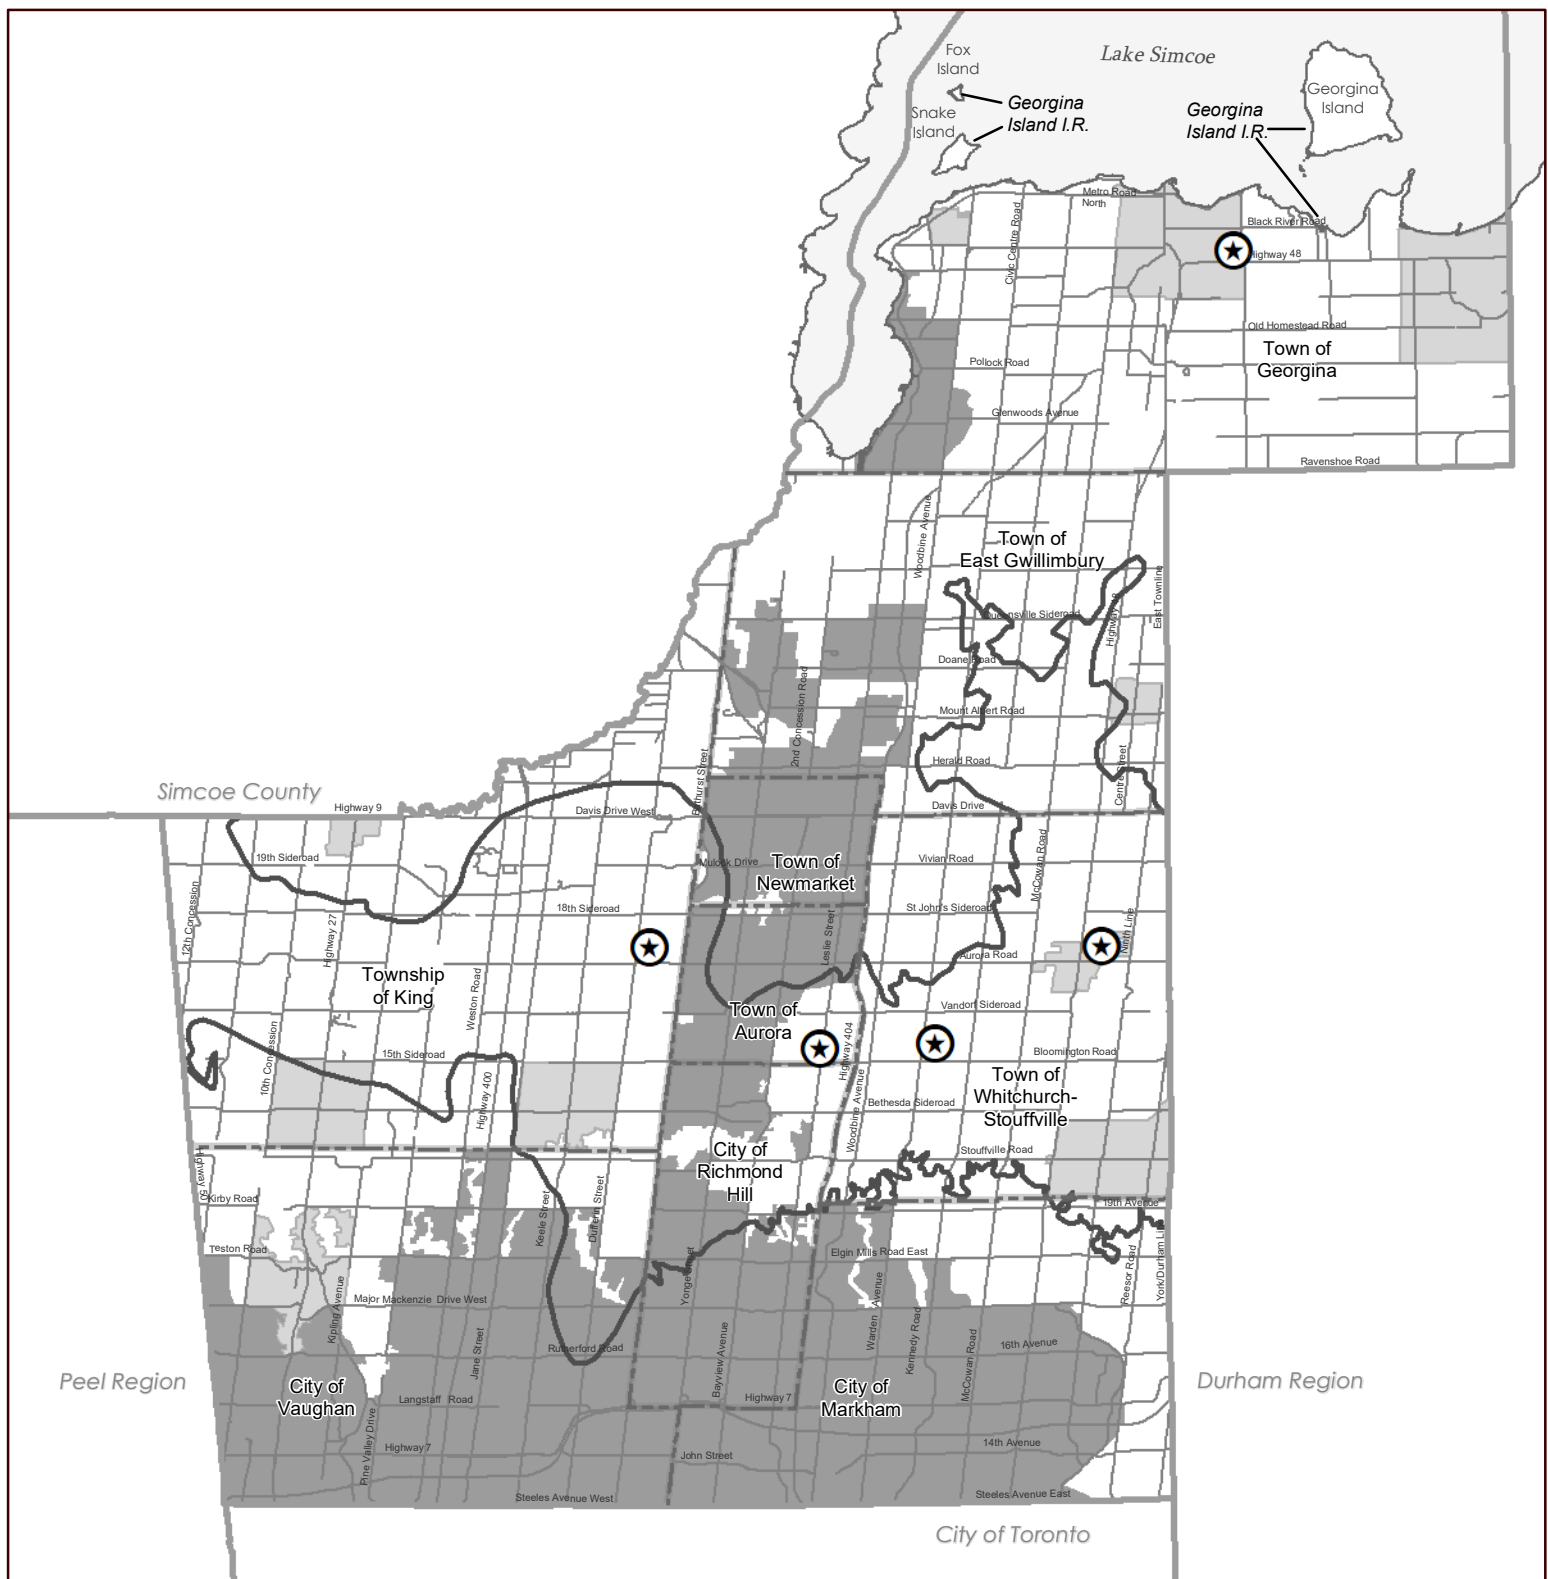 Fox
Island
Lake Simcoe
Georgina
Island
Georgina
Island I.R.
Georgina
Island I.R.
Snake
Island
Metro Road
North
Black River Road
Civic Centre Road
Highway 48
Old Homestead Road
Town of
Georgina
Pollock Road
Glenwoods Avenue
Ravenshoe Road
Woodbine Avenue
Town of
East Gwillimbury
East Townline
Queensville Sideroad
Doane Road
2nd Concession Road
Mount Albert Road
Herald Road
Bathurst Street
Centre Street
Simcoe County
Highway 9
Davis Drive West
Davis Drive
19th Sideroad
Mulock Drive
Town of
Newmarket
Vivian Road
McCowan Road
12th Concession
Highway 27
18th Sideroad
St John's Sideroad
Leslie Street
Ninth Line
Aurora Road
Township
of King
Weston Road
Vandorf Sideroad
Town of
Aurora
Highway 404
10th Concession
15th Sideroad
Bloomington Road
Highway 400
Town of
Whitchurch-
Stouffville
Woodbine Avenue
Bethesda Sideroad
City of
Richmond
Hill
Stouffville Road
Kirby Road
Keele Street
Dufferin Street
19th Avenue
Teston Road
Elgin Mills Road East
Reesor Road
Yonge Street
Major Mackenzie Drive West
Kipling Avenue
Warden Avenue
Kennedy Road
Jane Street
Rutherford Road
Bayview Avenue
McCowan Road
16th Avenue
Peel Region
City of
Vaughan
Langstaff Road
Highway 7
City of
Markham
Durham Region
Pine Valley Drive
Highway 7
John Street
14th Avenue
Steeles Avenue West
Steeles Avenue East
City of Toronto